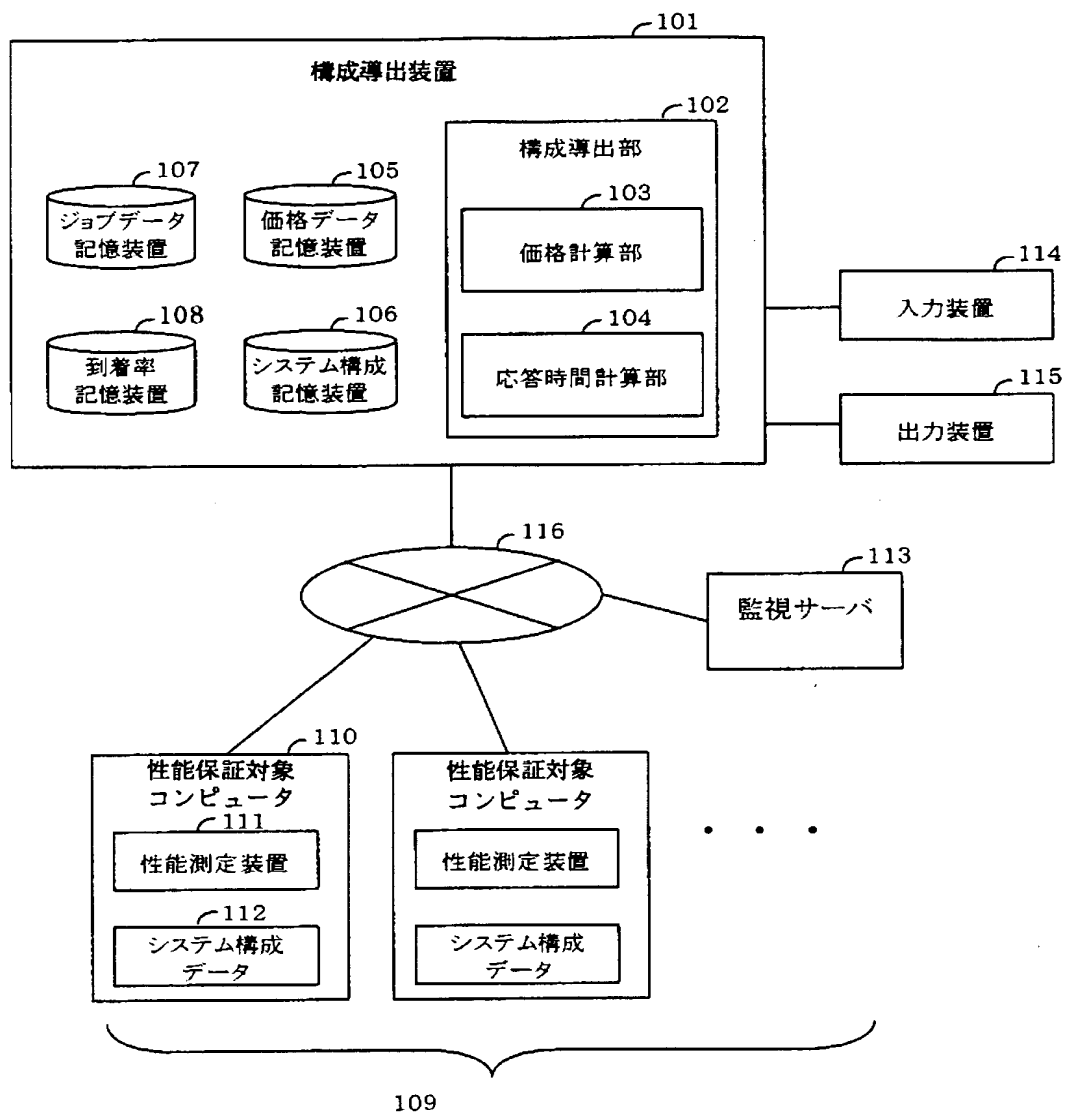 101
構成導出装置
102
構成導出部
107
ジョブデータ
記憶装置
105
価格データ
記憶装置
103
価格計算部
108
到着率
記憶装置
106
システム構成
記憶装置
104
応答時間計算部
114
入力装置
115
出力装置
116
113
監視サーバ
110
性能保証対象
コンピュータ
111
性能測定装置
112
システム構成
データ
性能保証対象
コンピュータ
性能測定装置
システム構成
データ
・・・
109